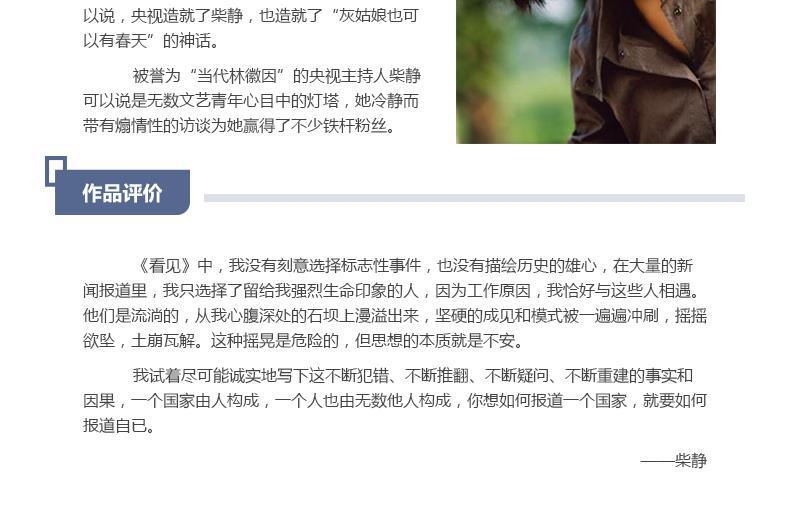 以说，央视造就了柴静，也造就了“灰姑娘也可
以有春天”的神话。
被誉为“当代林徽因”的央视主持人柴静
可以说是无数文艺青年心目中的灯塔，她冷静而
带有煽情性的访谈为她赢得了不少铁杆粉丝。
作品评价
《看见》中，我没有刻意选择标志性事件，也没有描绘历史的雄心，在大量的新
闻报道里，我只选择了留给我强烈生命印象的人，因为工作原因，我恰好与这些人相遇。
他们是流淌的，从我心腹深处的石坝上漫溢出来，坚硬的成见和模式被一遍遍冲刷，摇摇
欲坠，土崩瓦解。这种摇晃是危险的，但思想的本质就是不安。
我试着尽可能诚实地写下这不断犯错、不断推翻、不断疑问、不断重建的事实和
因果，一个国家由人构成，一个人也由无数他人构成，你想如何报道一个国家，就要如何
报道自已。
——柴静